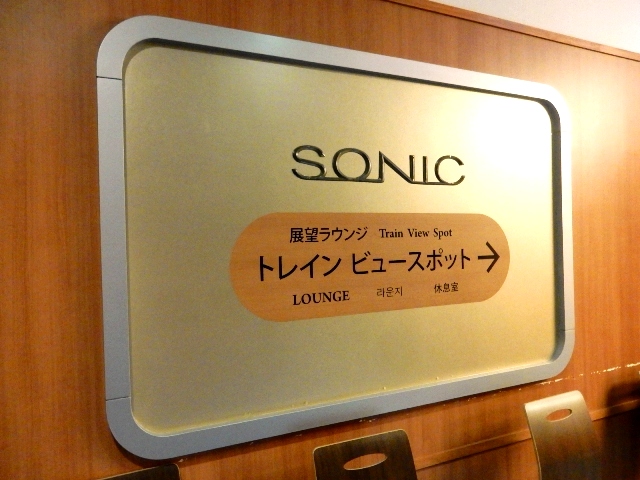 SONIC
展望ラウンジ Train View Spot
トレイン ビュースポット →
LOUNGE 라운지 休息室